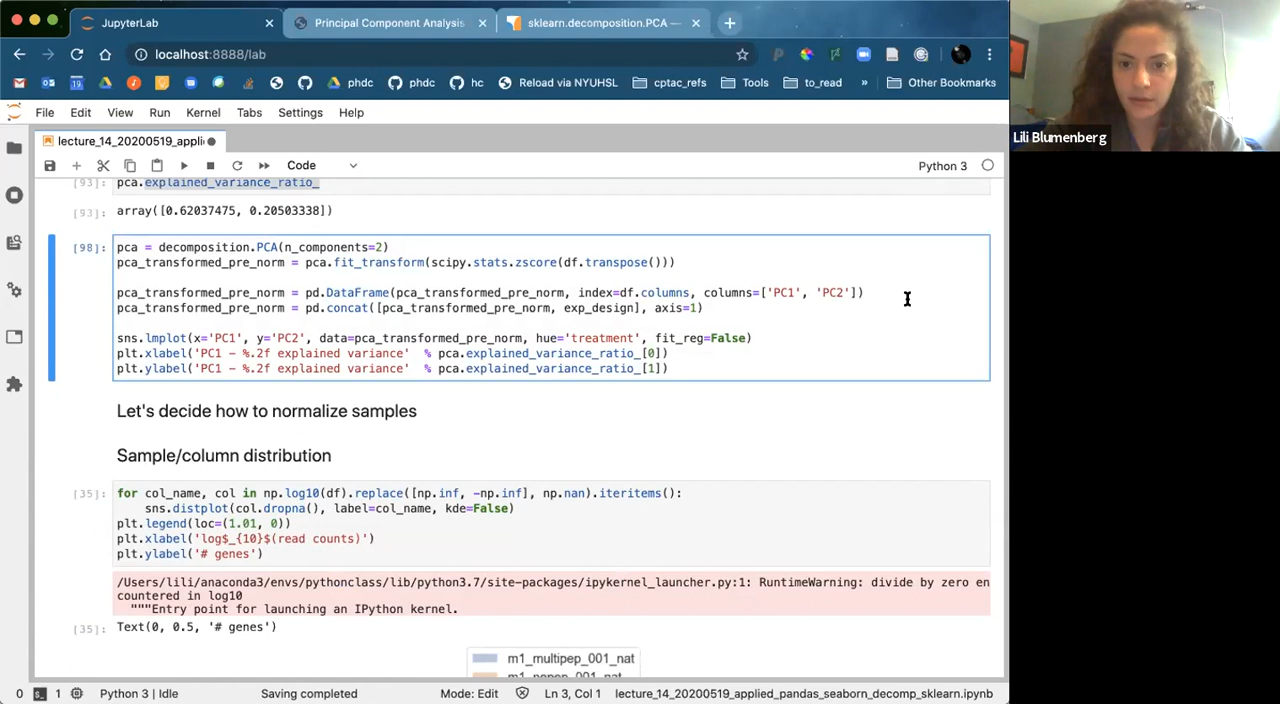 JupyterLab
Principal Component Analysis
sklearn.decomposition.PCA —
localhost:8888/lab
phdc
phdc
hc
Reload via NYUHSL
cptac_refs
Tools
to_read
»
Other Bookmarks
Lili Blumenberg
File Edit View Run Kernel Tabs Settings Help
lecture_14_20200519_appli
Code
Python 3
[93]: pca.explained_variance_ratio_
[93]: array([0.62037475, 0.20503338])
[98]: pca = decomposition.PCA(n_components=2)
pca_transformed_pre_norm = pca.fit_transform(scipy.stats.zscore(df.transpose()))
pca_transformed_pre_norm = pd.DataFrame(pca_transformed_pre_norm, index=df.columns, columns=['PC1', 'PC2'])
pca_transformed_pre_norm = pd.concat([pca_transformed_pre_norm, exp_design], axis=1)
sns.lmplot(x='PC1', y='PC2', data=pca_transformed_pre_norm, hue='treatment', fit_reg=False)
plt.xlabel('PC1 - %.2f explained variance' % pca.explained_variance_ratio_[0])
plt.ylabel('PC1 - %.2f explained variance' % pca.explained_variance_ratio_[1])
Let's decide how to normalize samples
Sample/column distribution
[35]: for col_name, col in np.log10(df).replace([np.inf, -np.inf], np.nan).iteritems():
sns.distplot(col.dropna(), label=col_name, kde=False)
plt.legend(loc=(1.01, 0))
plt.xlabel('log$_{10}$(read counts)')
plt.ylabel('# genes')
/Users/lili/anaconda3/envs/pythonclass/lib/python3.7/site-packages/ipykernel_launcher.py:1: RuntimeWarning: divide by zero en
countered in log10
"""Entry point for launching an IPython kernel.
[35]: Text(0, 0.5, '# genes')
m1_multipep_001_nat
0
1
Python 3 | Idle
Saving completed
Mode: Edit
Ln 3, Col 1
lecture_14_20200519_applied_pandas_seaborn_decomp_sklearn.ipynb